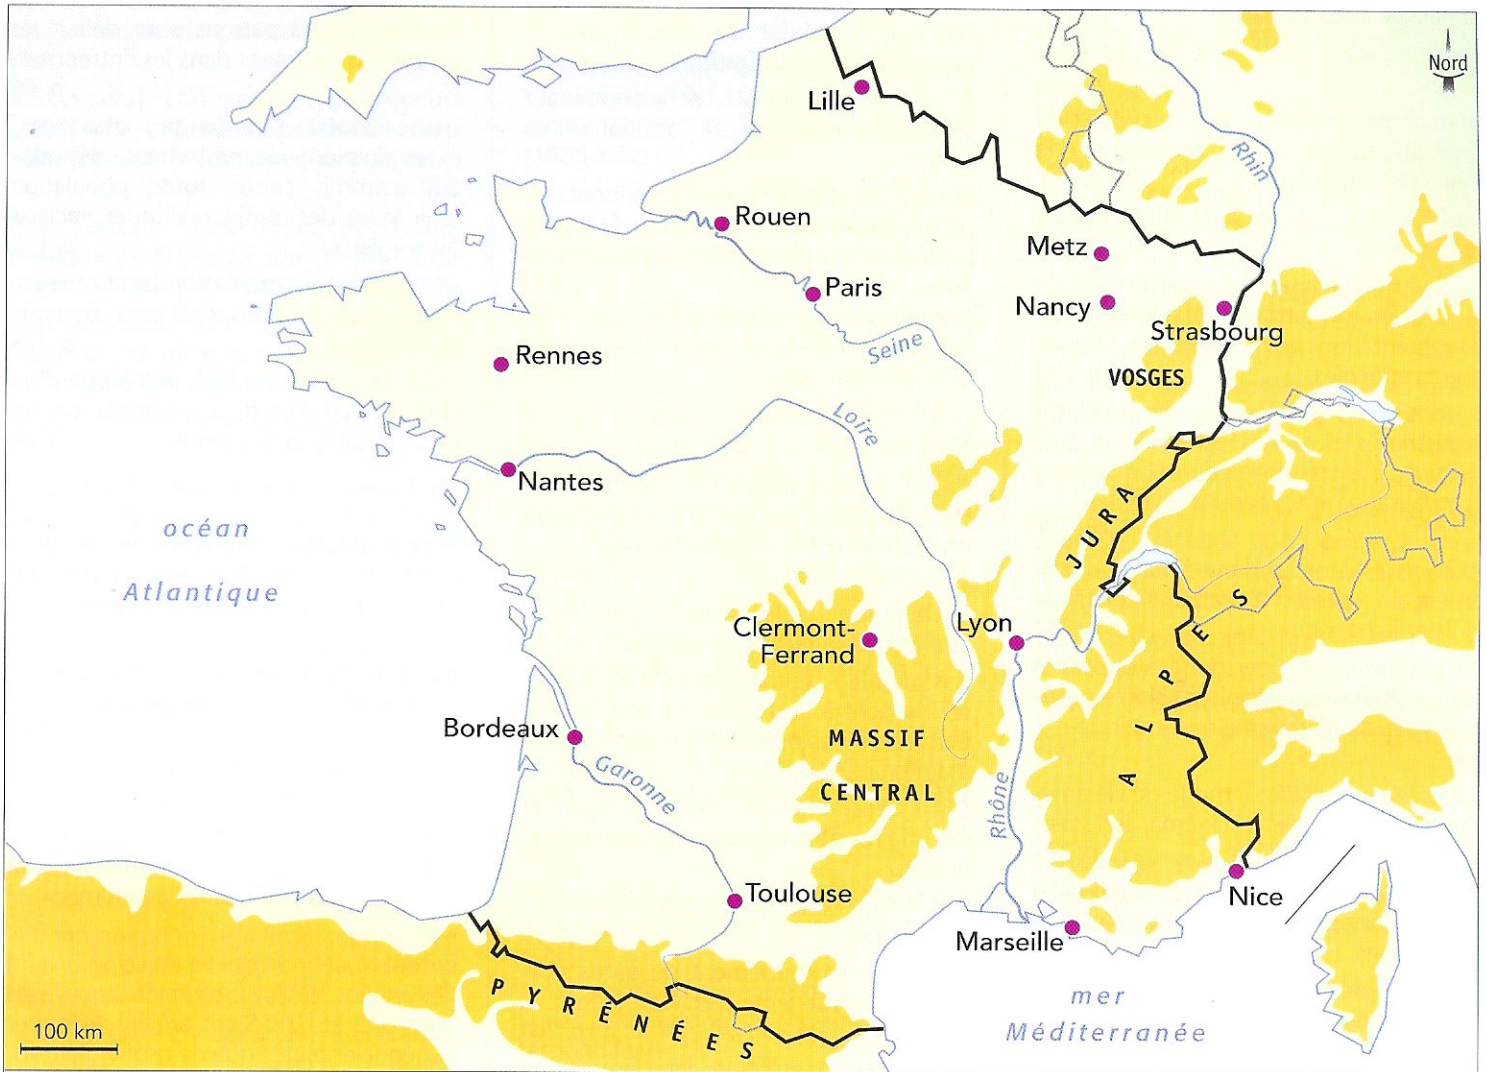 Nord
Lille
Rhin
Rouen
Metz
Paris
Nancy
Strasbourg
Seine
Rennes
VOSGES
Loire
Nantes
JURA
océan
Atlantique
Clermont-
Ferrand
Lyon
ALPES
Bordeaux
MASSIF
CENTRAL
Garonne
Rhône
Toulouse
Nice
Marseille
PYRÉNÉES
mer
Méditerranée
100 km